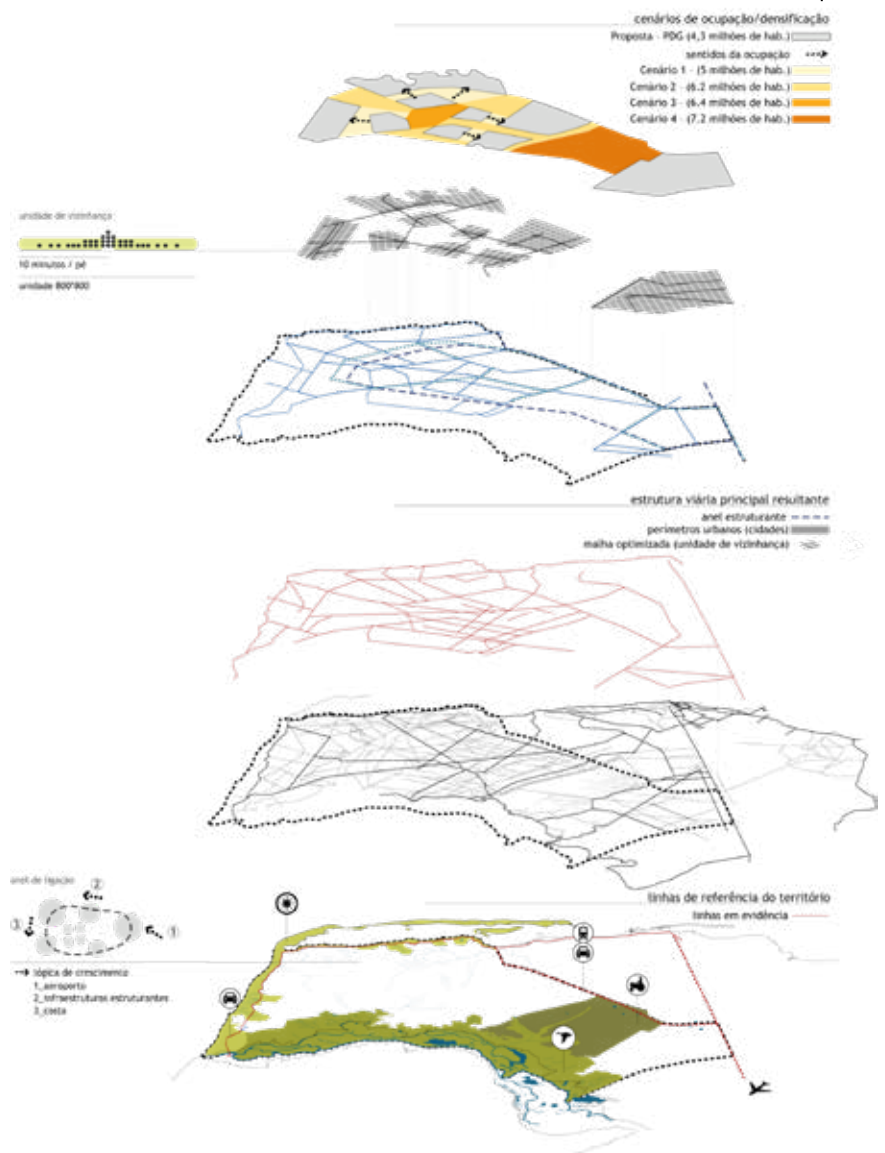 cenários de ocupação/densificação
Proposta - PDG (4,3 milhões de hab.)
sentidos da ocupação
Cenário 1 - (5 milhões de hab.)
Cenário 2 - (6.2 milhões de hab.)
Cenário 3 - (6.4 milhões de hab.)
Cenário 4 - (7.2 milhões de hab.)
unidade de vizinhança
10 minutos / pé
unidade 800*800
estrutura viária principal resultante
anel estruturante
perímetros urbanos (cidades)
malha optimizada (unidade de vizinhança)
anel de ligação
2
3
1
lógica de crescimento
1_aeroporto
2_infraestruturas estruturantes
3_costa
linhas de referência do território
linhas em evidência